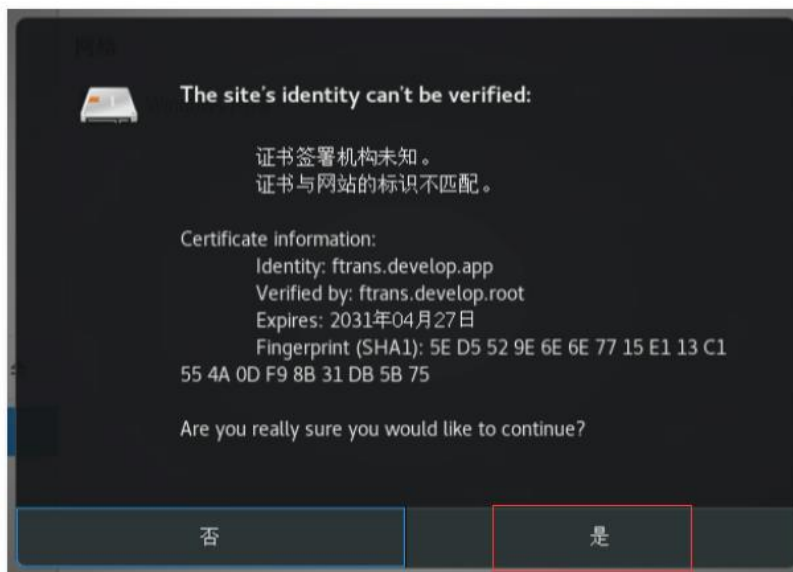 The site's identity can't be verified:
证书签署机构未知。
证书与网站的标识不匹配。
Certificate information:
Identity: ftrans.develop.app
Verified by: ftrans.develop.root
Expires: 2031年04月27日
Fingerprint (SHA1): 5E D5 52 9E 6E 6E 77 15 E1 13 C1
55 4A 0D F9 8B 31 DB 5B 75
Are you really sure you would like to continue?
否
是